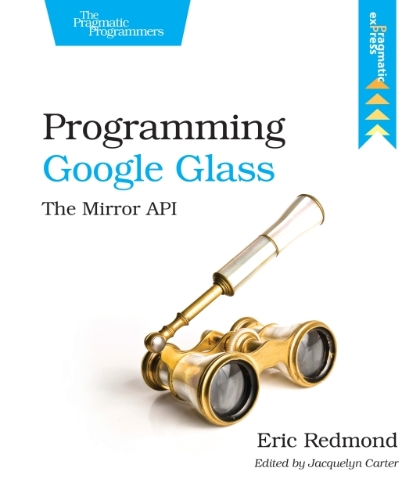 The
Pragmatic
Programmers
Pragmatic
exPress
Programming
Google Glass
The Mirror API
Eric Redmond
Edited by Jacquelyn Carter